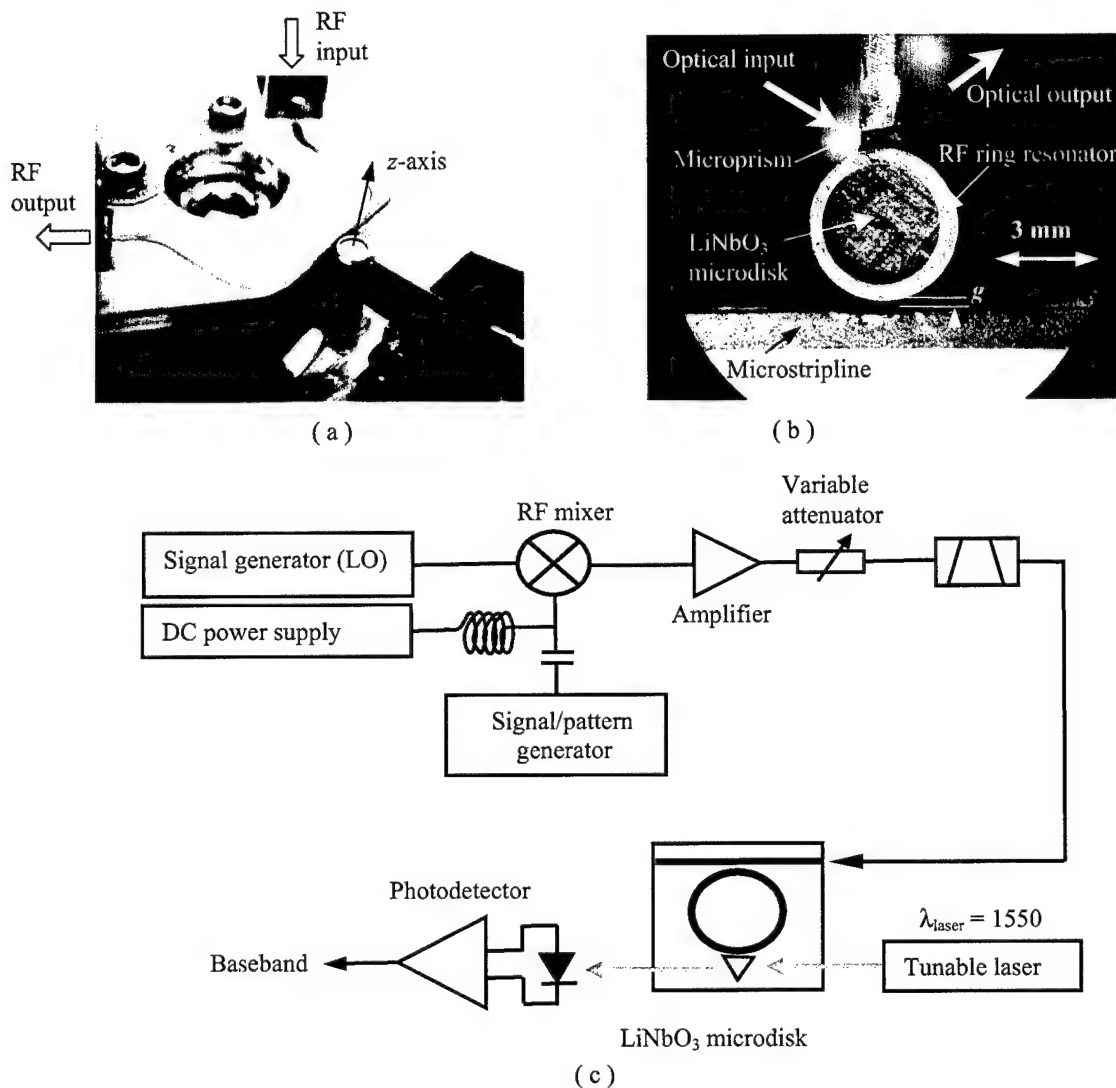 RF
input
RF
output
z-axis
( a )
Optical input
Optical output
Microprism
RF ring resonator
LiNbO3
microdisk
3 mm
g
Microstripline
( b )
Signal generator (LO)
DC power supply
RF mixer
Signal/pattern
generator
Amplifier
Variable
attenuator
Photodetector
Baseband
λlaser = 1550
Tunable laser
LiNbO3 microdisk
( c )